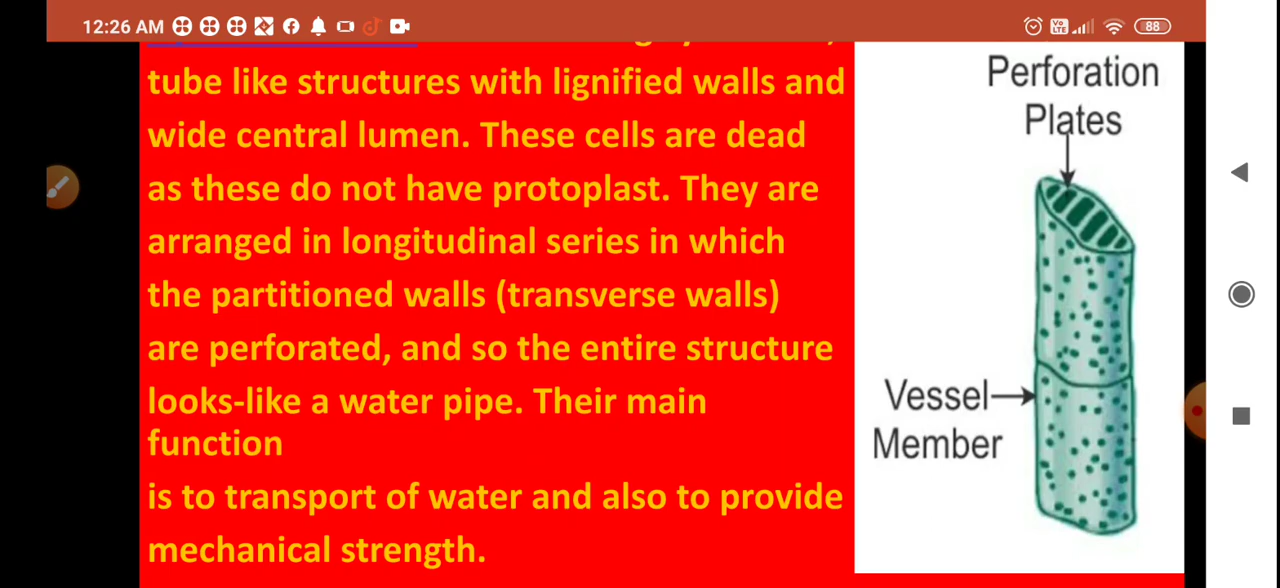 12:26 AM
88
tube like structures with lignified walls and
wide central lumen. These cells are dead
as these do not have protoplast. They are
arranged in longitudinal series in which
the partitioned walls (transverse walls)
are perforated, and so the entire structure
looks-like a water pipe. Their main
function
is to transport of water and also to provide
mechanical strength.
Perforation
Plates
Vessel
Member